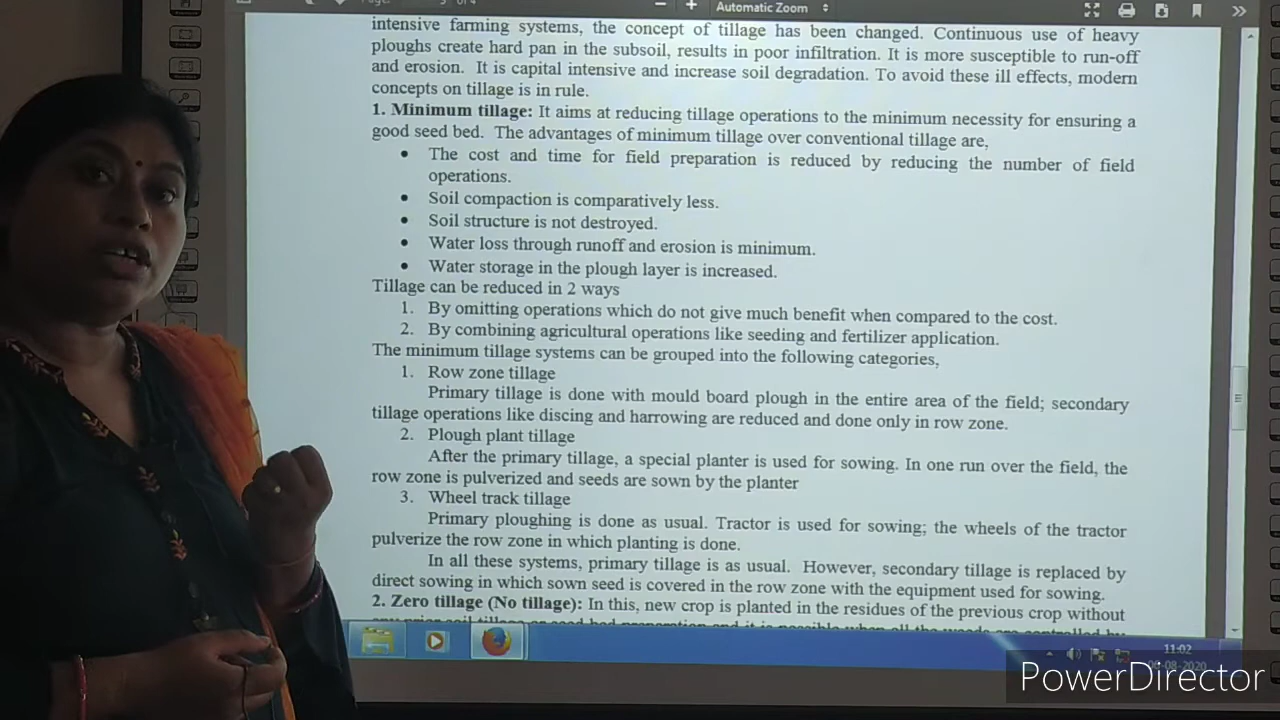 Automatic Zoom
intensive farming systems, the concept of tillage has been changed. Continuous use of heavy
ploughs create hard pan in the subsoil, results in poor infiltration. It is more susceptible to run-off
and erosion. It is capital intensive and increase soil degradation. To avoid these ill effects, modern
concepts on tillage is in rule.
1. Minimum tillage: It aims at reducing tillage operations to the minimum necessity for ensuring a
good seed bed. The advantages of minimum tillage over conventional tillage are,
• The cost and time for field preparation is reduced by reducing the number of field
operations.
• Soil compaction is comparatively less.
• Soil structure is not destroyed.
• Water loss through runoff and erosion is minimum.
• Water storage in the plough layer is increased.
Tillage can be reduced in 2 ways
1. By omitting operations which do not give much benefit when compared to the cost.
2. By combining agricultural operations like seeding and fertilizer application.
The minimum tillage systems can be grouped into the following categories,
1. Row zone tillage
Primary tillage is done with mould board plough in the entire area of the field; secondary
tillage operations like discing and harrowing are reduced and done only in row zone.
2. Plough plant tillage
After the primary tillage, a special planter is used for sowing. In one run over the field, the
row zone is pulverized and seeds are sown by the planter
3. Wheel track tillage
Primary ploughing is done as usual. Tractor is used for sowing; the wheels of the tractor
pulverize the row zone in which planting is done.
In all these systems, primary tillage is as usual. However, secondary tillage is replaced by
direct sowing in which sown seed is covered in the row zone with the equipment used for sowing.
2. Zero tillage (No tillage): In this, new crop is planted in the residues of the previous crop without
11:02
PowerDirector